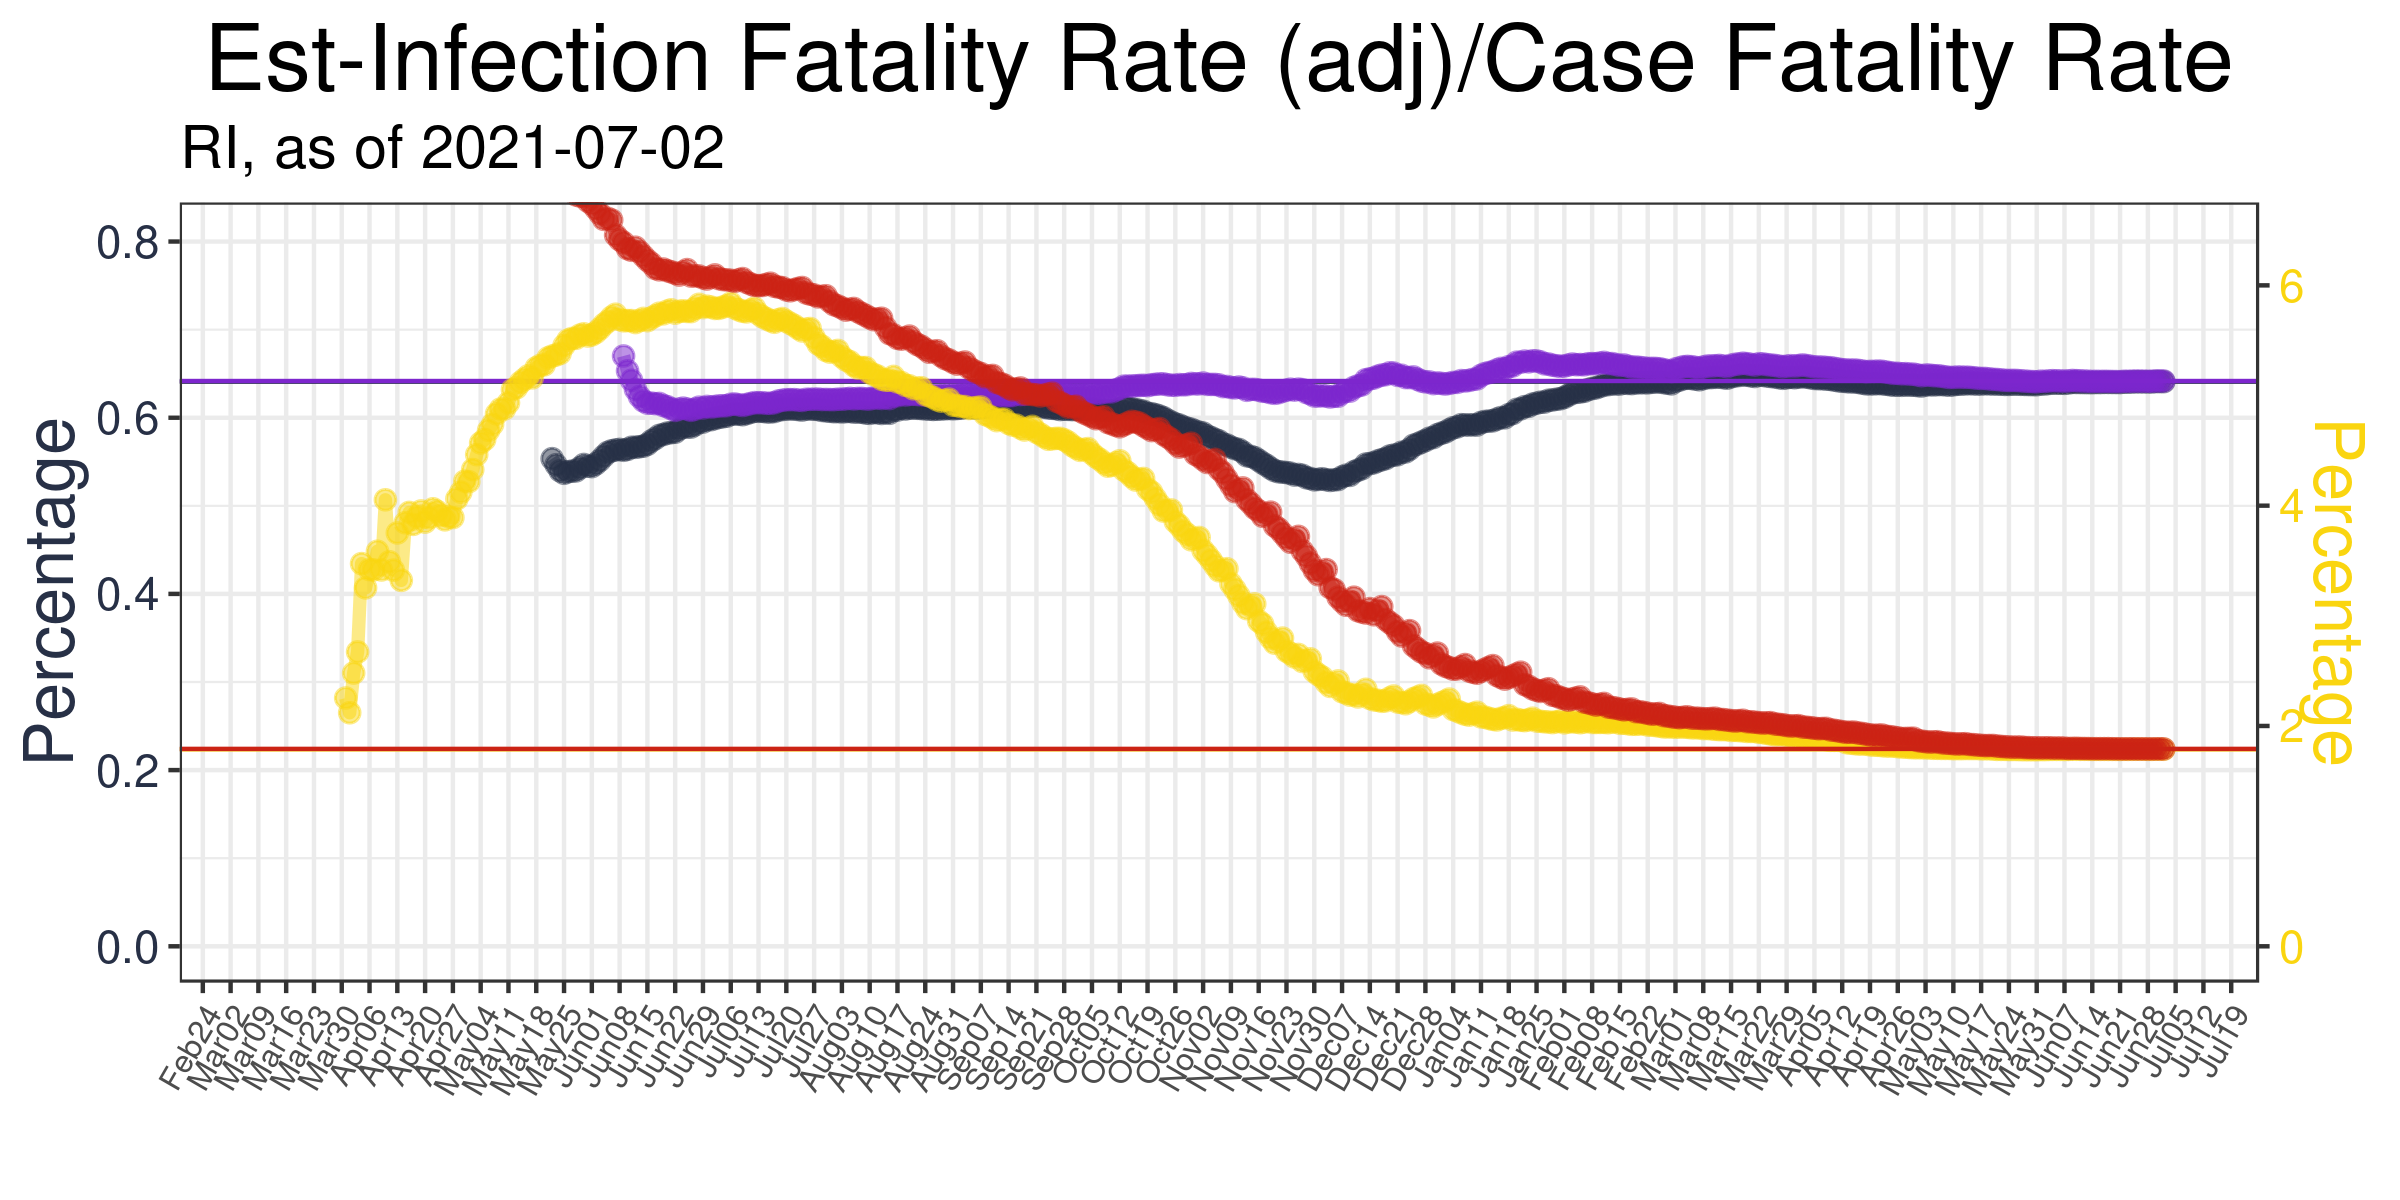 Est-Infection Fatality Rate (adj)/Case Fatality Rate
RI, as of 2021-07-02
Percentage
0.8
0.6
0.4
0.2
0.0
6
4
2
0
Percentage
Feb24
Mar02
Mar09
Mar16
Mar23
Mar30
Apr06
Apr13
Apr20
Apr27
May04
May11
May18
May25
Jun01
Jun08
Jun15
Jun22
Jun29
Jul06
Jul13
Jul20
Jul27
Aug03
Aug10
Aug17
Aug24
Aug31
Sep07
Sep14
Sep21
Sep28
Oct05
Oct12
Oct19
Oct26
Nov02
Nov09
Nov16
Nov23
Nov30
Dec07
Dec14
Dec21
Dec28
Jan04
Jan11
Jan18
Jan25
Feb01
Feb08
Feb15
Feb22
Mar01
Mar08
Mar15
Mar22
Mar29
Apr05
Apr12
Apr19
Apr26
May03
May10
May17
May24
May31
Jun07
Jun14
Jun21
Jun28
Jul05
Jul12
Jul19